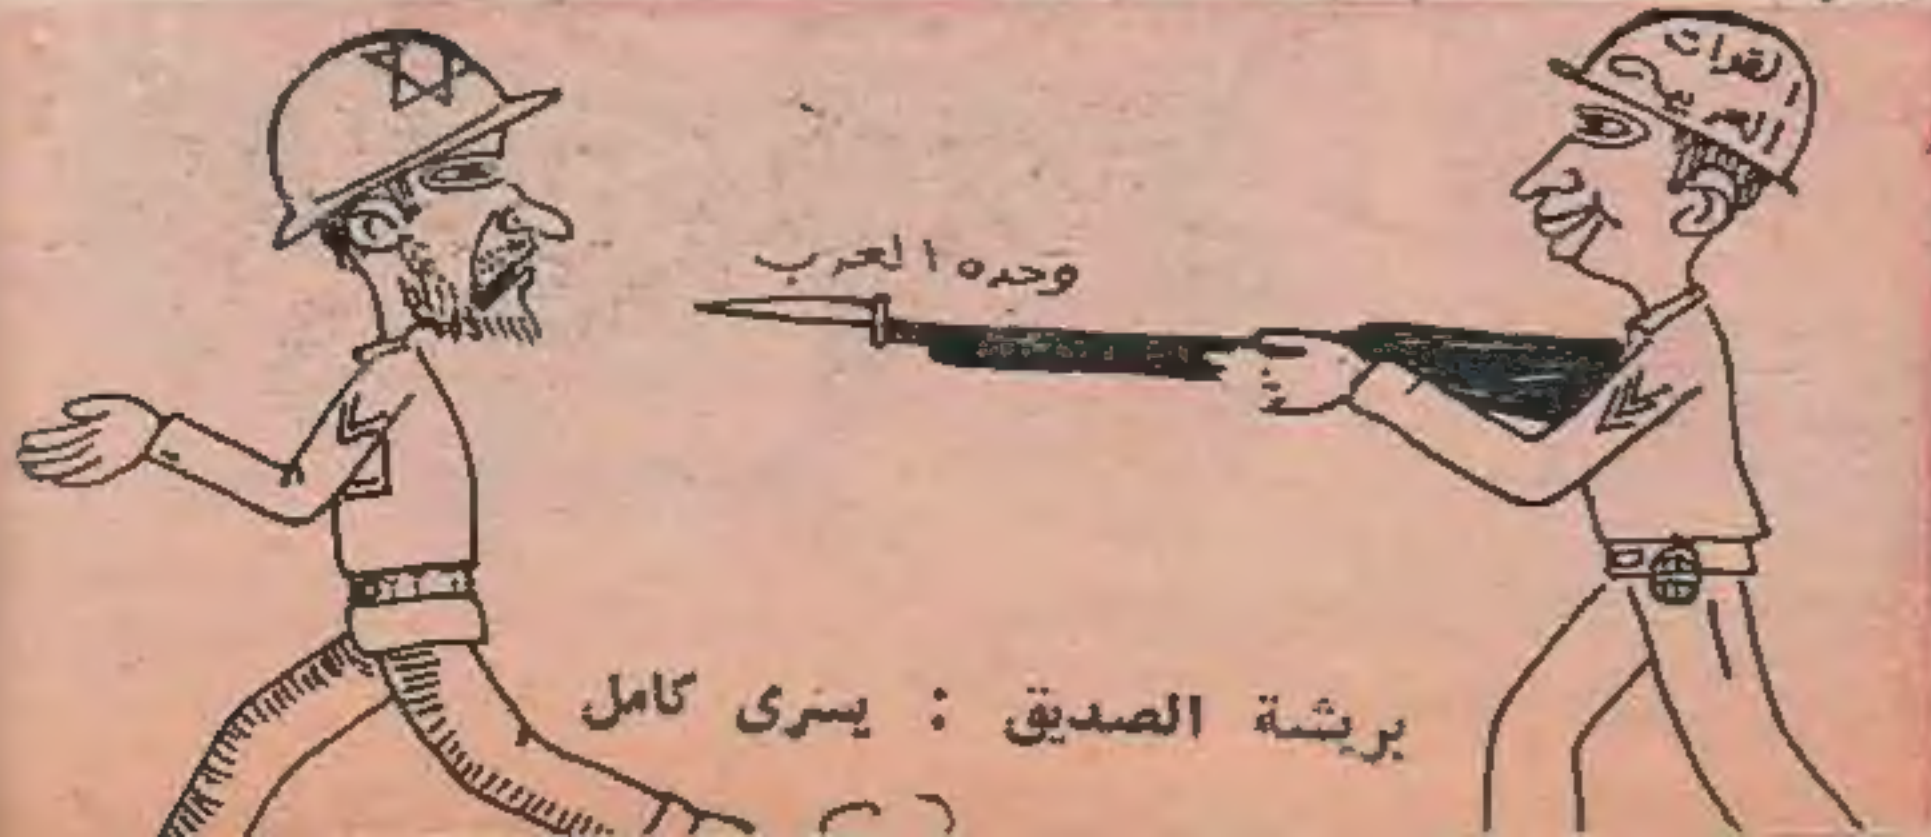 القوات
العربية
وحده العرب
بريشة الصديق : يسرى كامل